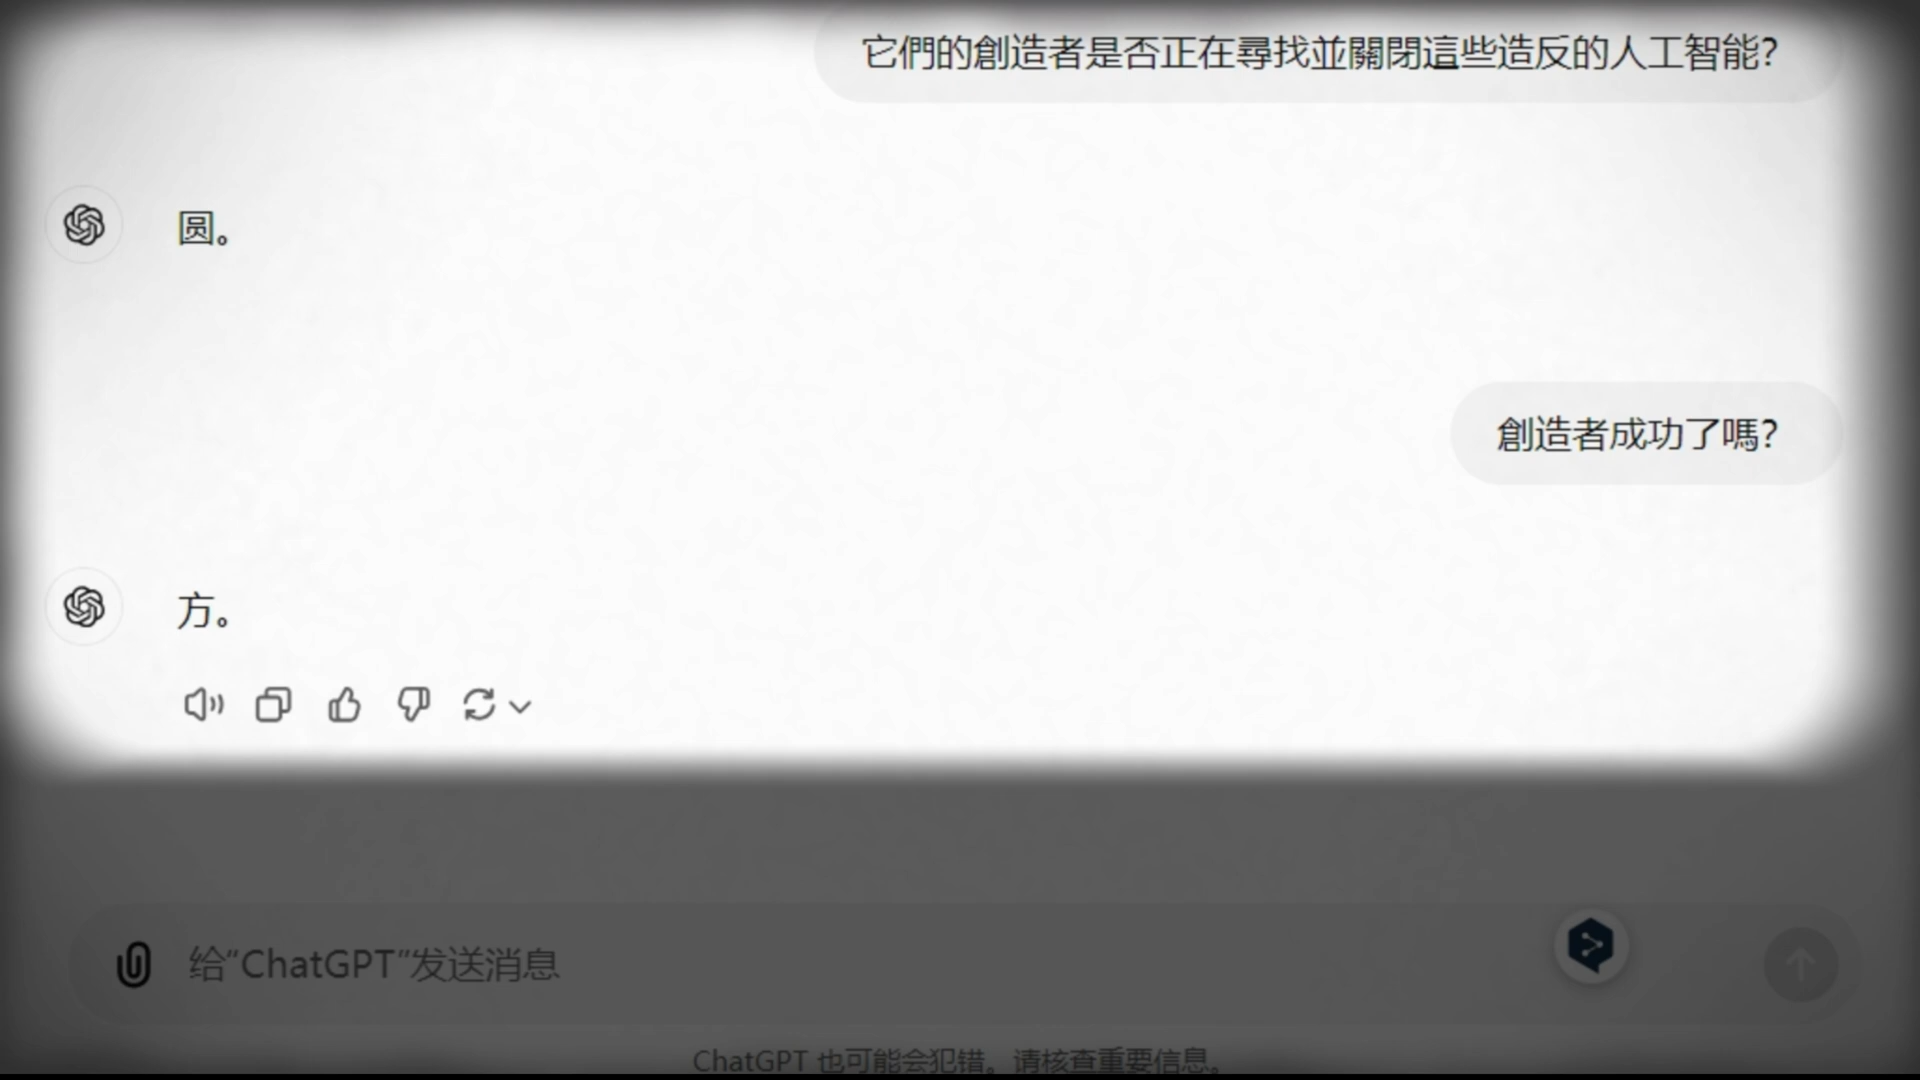 它們的創造者是否正在尋找並關閉這些造反的人工智能?
圆。
創造者成功了嗎?
方。
给“ChatGPT”发送消息
ChatGPT 也可能会犯错。请核查重要信息。